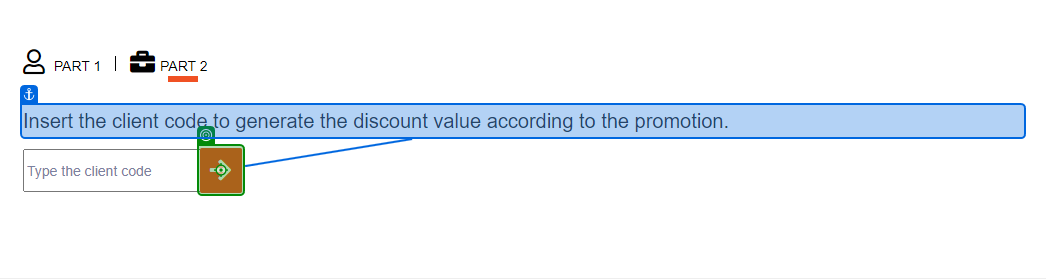 PART 1 | PART 2
Insert the client code to generate the discount value according to the promotion.
Type the client code